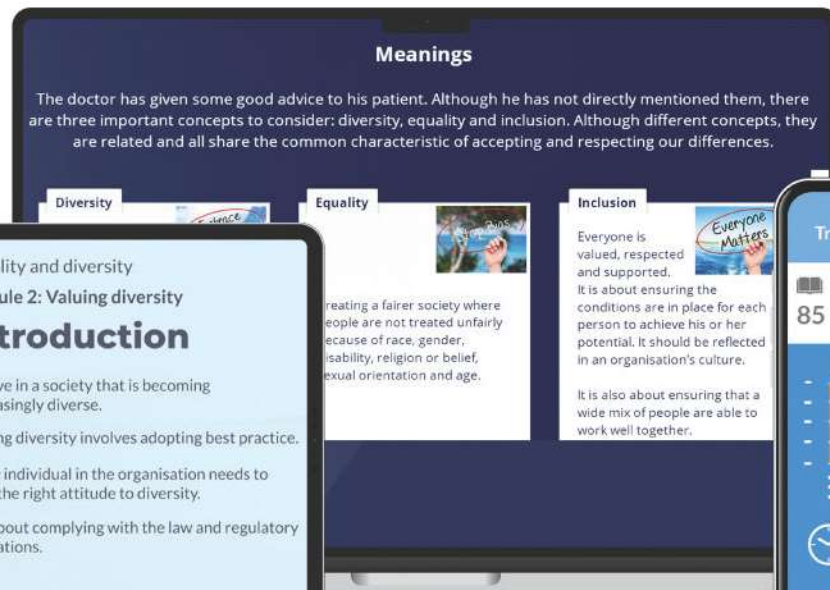 Meanings
The doctor has given some good advice to his patient. Although he has not directly mentioned them, there
are three important concepts to consider: diversity, equality and inclusion. Although different concepts, they
are related and all share the common characteristic of accepting and respecting our differences.
Diversity
Equality
Stop Bias
reating a fairer society where
eople are not treated unfairly
ecause of race, gender,
isability, religion or belief,
exual orientation and age.
Inclusion
Everyone
Matters
Everyone is
valued, respected
and supported.
It is about ensuring the
conditions are in place for each
person to achieve his or her
potential. It should be reflected
in an organisation's culture.
It is also about ensuring that a
wide mix of people are able to
work well together.
lity and diversity
ule 2: Valuing diversity
troduction
ve in a society that is becoming
asingly diverse.
ng diversity involves adopting best practice.
individual in the organisation needs to
the right attitude to diversity.
bout complying with the law and regulatory
ations.
Tr
85